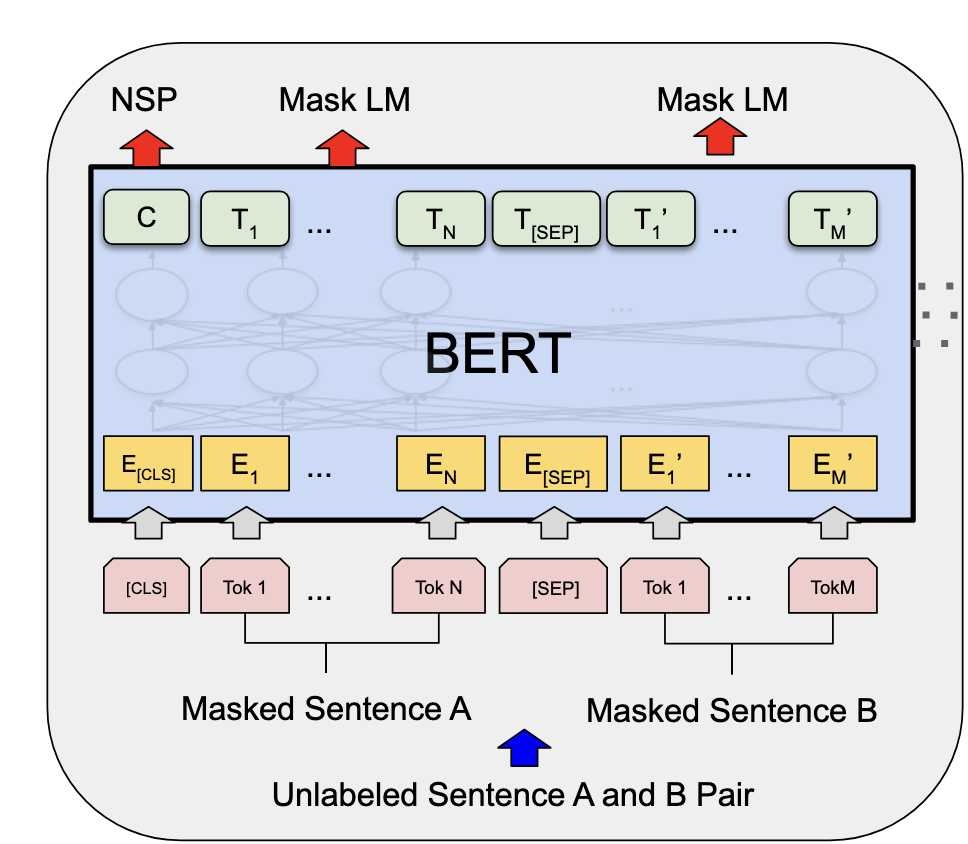 NSP Mask LM Mask LM
C T1 ... TN T[SEP] T1’ ... TM’
...
BERT
...
E[CLS] E1 ... EN E[SEP] E1’ ... EM’
[CLS] Tok 1 ... Tok N [SEP] Tok 1 ... TokM
Masked Sentence A Masked Sentence B
Unlabeled Sentence A and B Pair